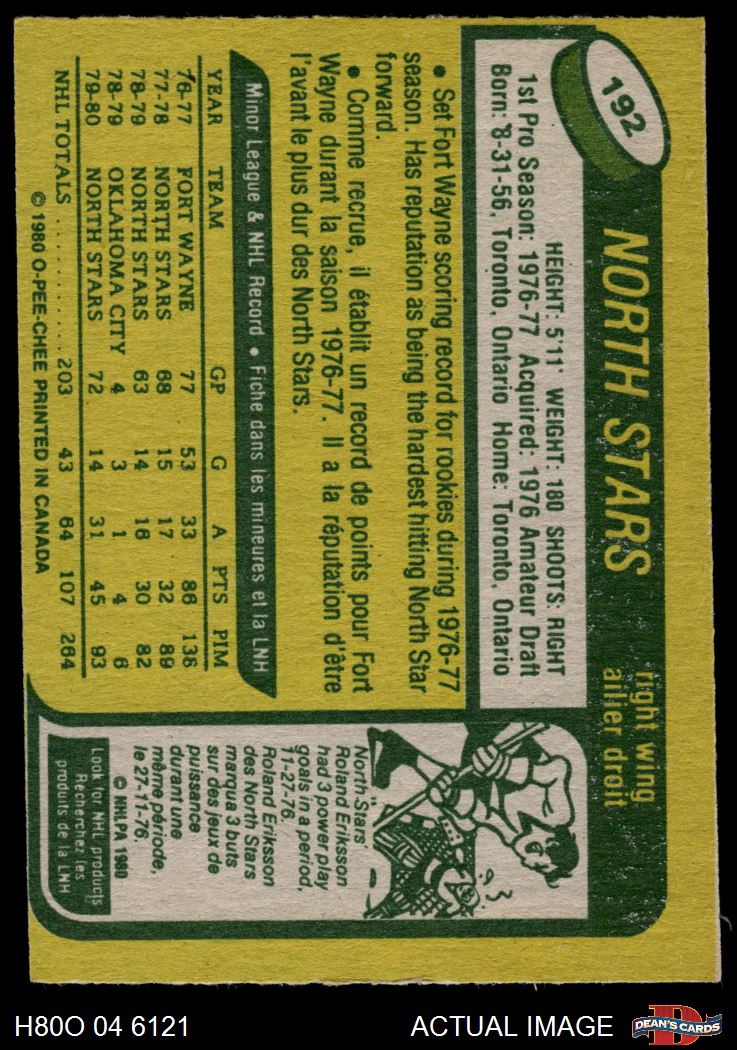 192
NORTH STARS
right wing
ailier droit
HEIGHT: 5'11" WEIGHT: 180 SHOOTS: RIGHT
1st Pro Season: 1976-77 Acquired: 1976 Amateur Draft
Born: 8-31-56, Toronto, Ontario Home: Toronto, Ontario
• Set Fort Wayne scoring record for rookies during 1976-77
season. Has reputation as being the hardest hitting North Star
forward.
• Comme recrue, il établit un record de points pour Fort
Wayne durant la saison 1976-77. Il a la réputation d'être
l'avant le plus dur des North Stars.
Minor League & NHL Record • Fiche dans les mineures et la LNH
YEAR TEAM GP G A PTS PIM
76-77 FORT WAYNE 77 53 33 86 136
77-78 NORTH STARS 68 15 17 32 89
78-79 NORTH STARS 63 14 16 30 82
78-79 OKLAHOMA CITY 4 3 1 4 6
79-80 NORTH STARS 72 14 31 45 93
NHL TOTALS .......... 203 43 64 107 264
© 1980 O-PEE-CHEE PRINTED IN CANADA
North Stars'
Roland Eriksson
had 3 power play
goals in a period,
11-27-76.
Roland Eriksson
des North Stars
marqua 3 buts
sur des jeux de
puissance
durant une
même période,
le 27-11-76.
© NHLPA 1980
Look for NHL products
Recherchez les
produits de la LNH
H80O 04 6121
ACTUAL IMAGE
D
DEAN'S CARDS